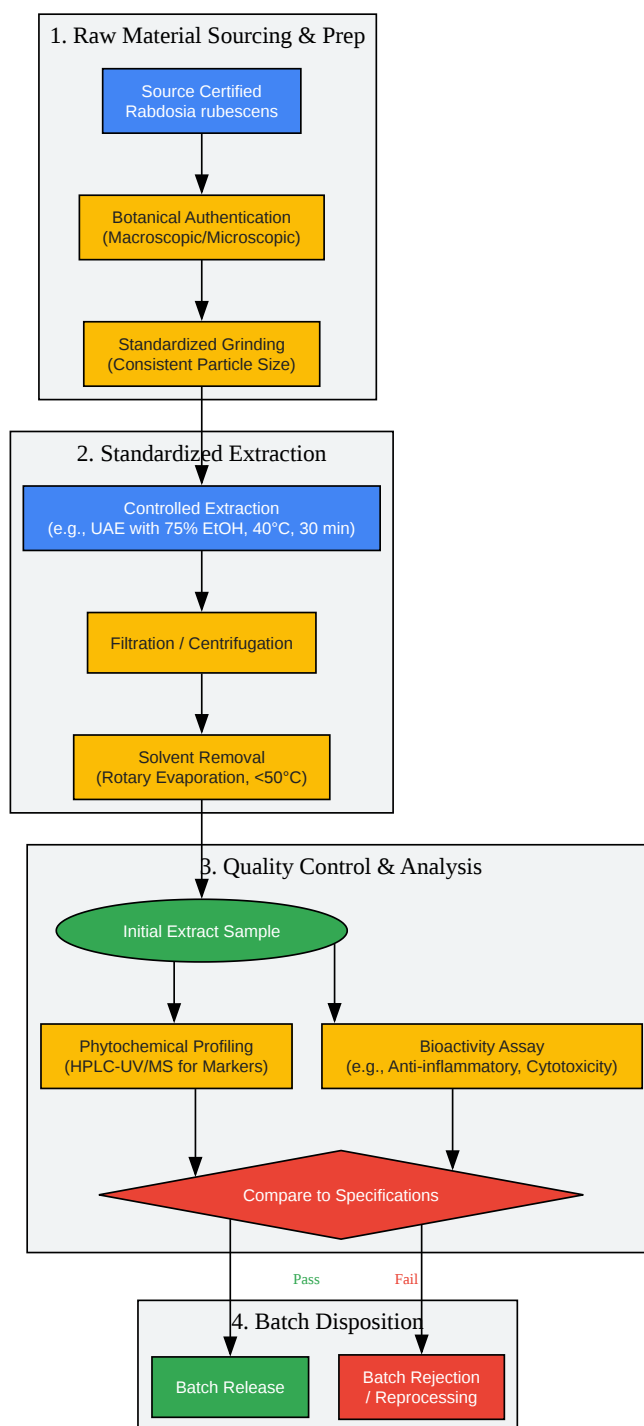 1. Raw Material Sourcing & Prep
Source Certified
Rabdosia rubescens
Botanical Authentication
(Macroscopic/Microscopic)
Standardized Grinding
(Consistent Particle Size)
2. Standardized Extraction
Controlled Extraction
(e.g., UAE with 75% EtOH, 40°C, 30 min)
Filtration / Centrifugation
Solvent Removal
(Rotary Evaporation, <50°C)
3. Quality Control & Analysis
Initial Extract Sample
Phytochemical Profiling
(HPLC-UV/MS for Markers)
Bioactivity Assay
(e.g., Anti-inflammatory, Cytotoxicity)
Compare to Specifications
Pass
Fail
4. Batch Disposition
Batch Release
Batch Rejection
/ Reprocessing